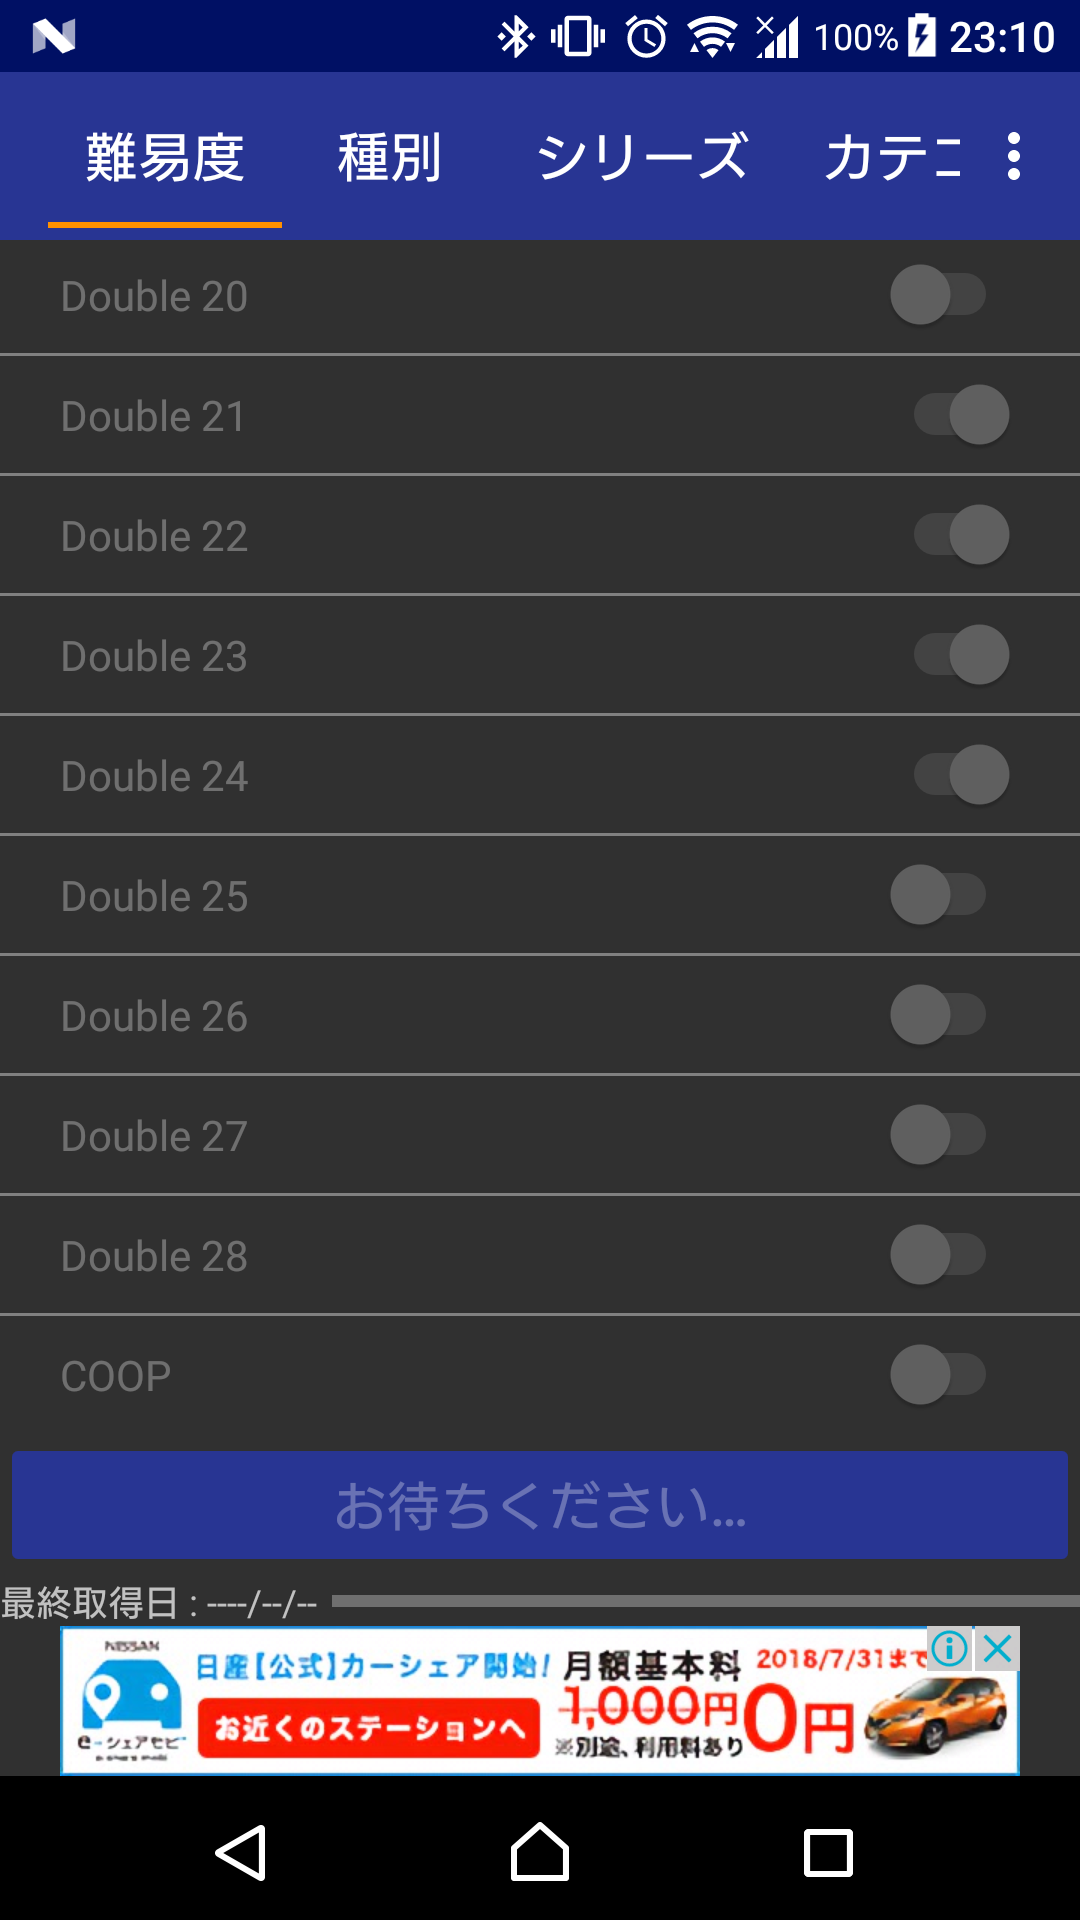 100% 23:10
難易度 種別 シリーズ カテ
Double 20
Double 21
Double 22
Double 23
Double 24
Double 25
Double 26
Double 27
Double 28
COOP
お待ちください...
最終取得日 : ----/--/--
NISSAN
e-シェアモビ
日産【公式】カーシェア開始!
お近くのステーションへ
月額基本料 2018/7/31まで
1,000円 0円
※別途、利用料あり